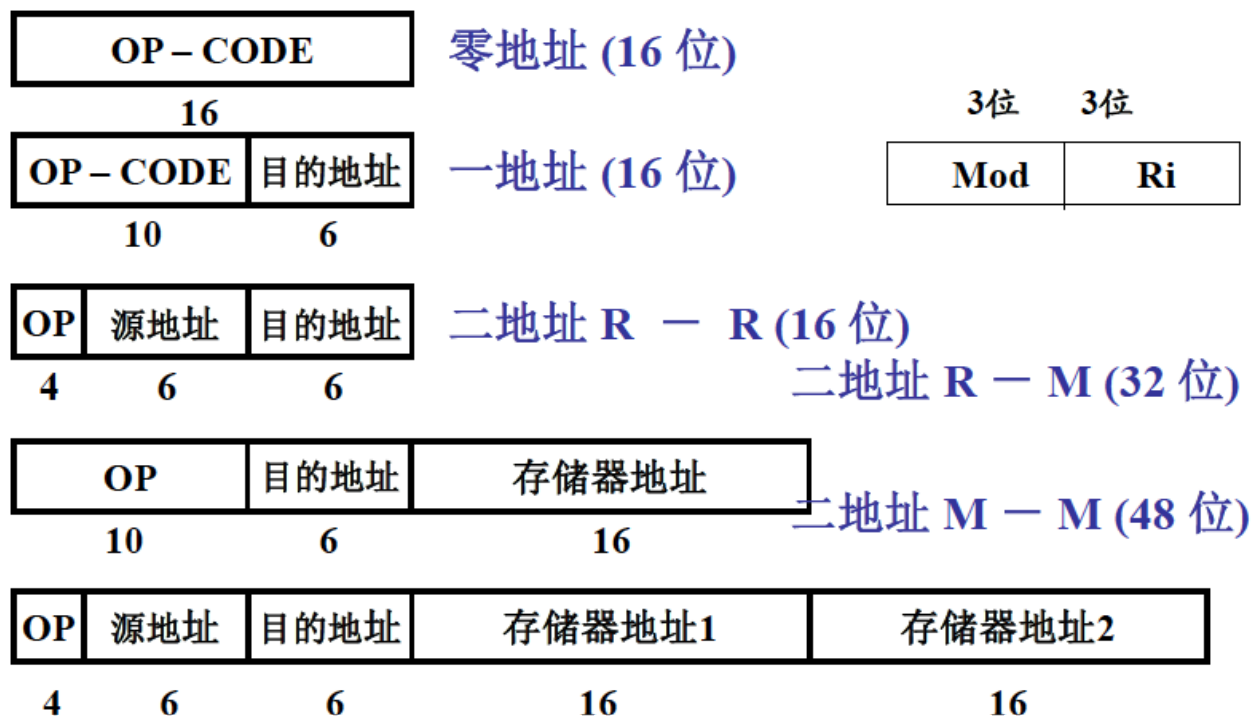 OP – CODE 零地址 (16 位)
16
3位 3位
OP – CODE 目的地址 一地址 (16 位)
Mod Ri
10 6
OP 源地址 目的地址 二地址 R － R (16 位)
4 6 6
二地址 R － M (32 位)
OP 目的地址 存储器地址
二地址 M － M (48 位)
10 6 16
OP 源地址 目的地址 存储器地址1 存储器地址2
4 6 6 16 16